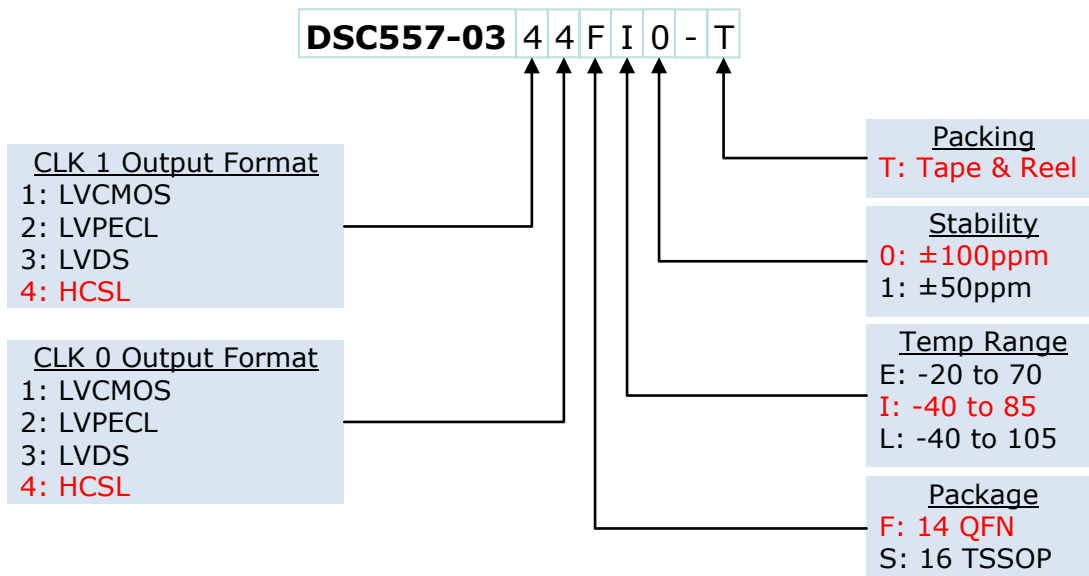 DSC557-03 4 4 F I 0 - T
CLK 1 Output Format
1: LVCMOS
2: LVPECL
3: LVDS
4: HCSL
CLK 0 Output Format
1: LVCMOS
2: LVPECL
3: LVDS
4: HCSL
Packing
T: Tape & Reel
Stability
0: ±100ppm
1: ±50ppm
Temp Range
E: -20 to 70
I: -40 to 85
L: -40 to 105
Package
F: 14 QFN
S: 16 TSSOP